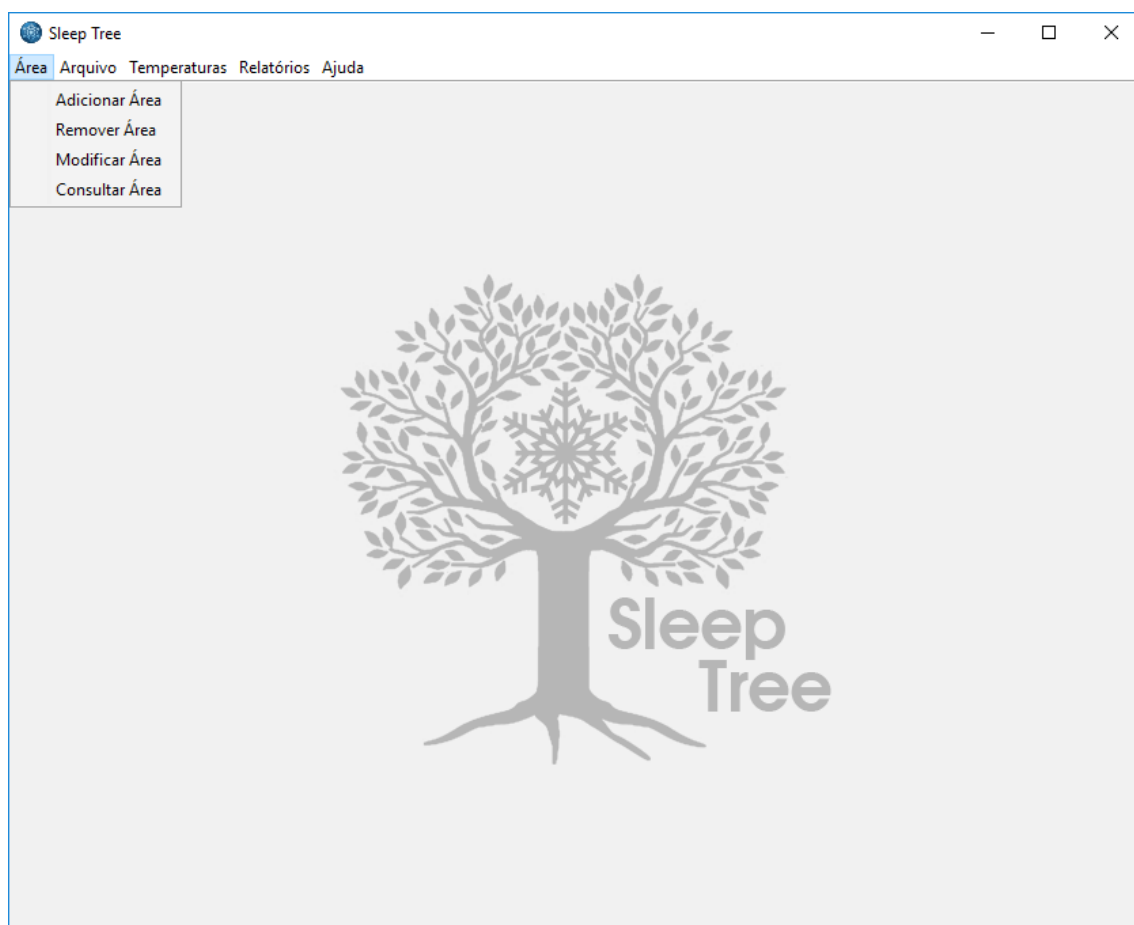 Sleep Tree
Área Arquivo Temperaturas Relatórios Ajuda
Adicionar Área
Remover Área
Modificar Área
Consultar Área
Sleep
Tree